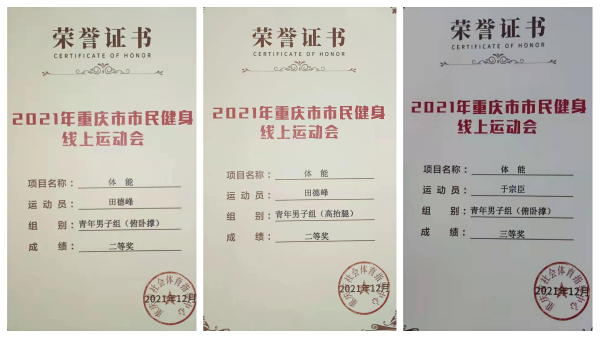 荣誉证书
CERTIFICATE OF HONOR
2021年重庆市市民健身
线上运动会
项目名称： 体 能
运 动 员： 田德峰
组 别： 青年男子组（俯卧撑）
成 绩： 二等奖
2021年12月
荣誉证书
CERTIFICATE OF HONOR
2021年重庆市市民健身
线上运动会
项目名称： 体 能
运 动 员： 田德峰
组 别： 青年男子组（高抬腿）
成 绩： 二等奖
2021年12月
荣誉证书
CERTIFICATE OF HONOR
2021年重庆市市民健身
线上运动会
项目名称： 体 能
运 动 员： 于宗臣
组 别： 青年男子组（俯卧撑）
成 绩： 三等奖
2021年12月